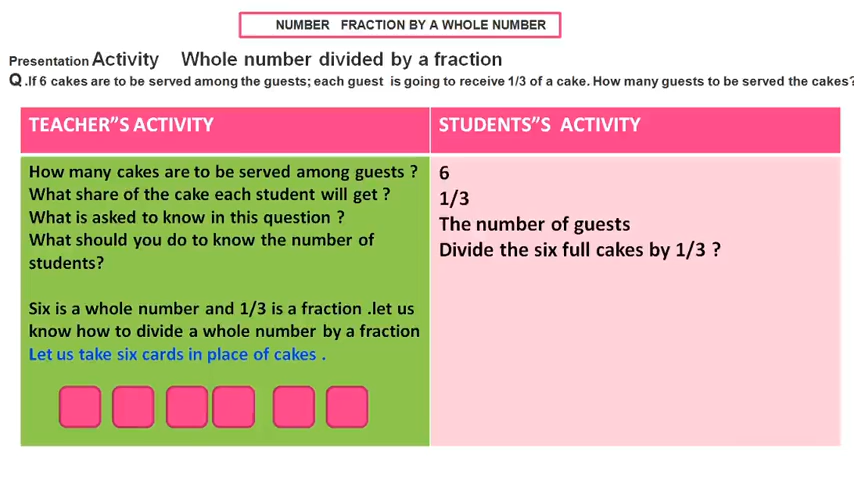 NUMBER FRACTION BY A WHOLE NUMBER
Presentation Activity Whole number divided by a fraction
Q .If 6 cakes are to be served among the guests; each guest is going to receive 1/3 of a cake. How many guests to be served the cakes?
TEACHER”S ACTIVITY
STUDENTS”S ACTIVITY
How many cakes are to be served among guests ?
What share of the cake each student will get ?
What is asked to know in this question ?
What should you do to know the number of
students?
Six is a whole number and 1/3 is a fraction .let us
know how to divide a whole number by a fraction
Let us take six cards in place of cakes .
6
1/3
The number of guests
Divide the six full cakes by 1/3 ?